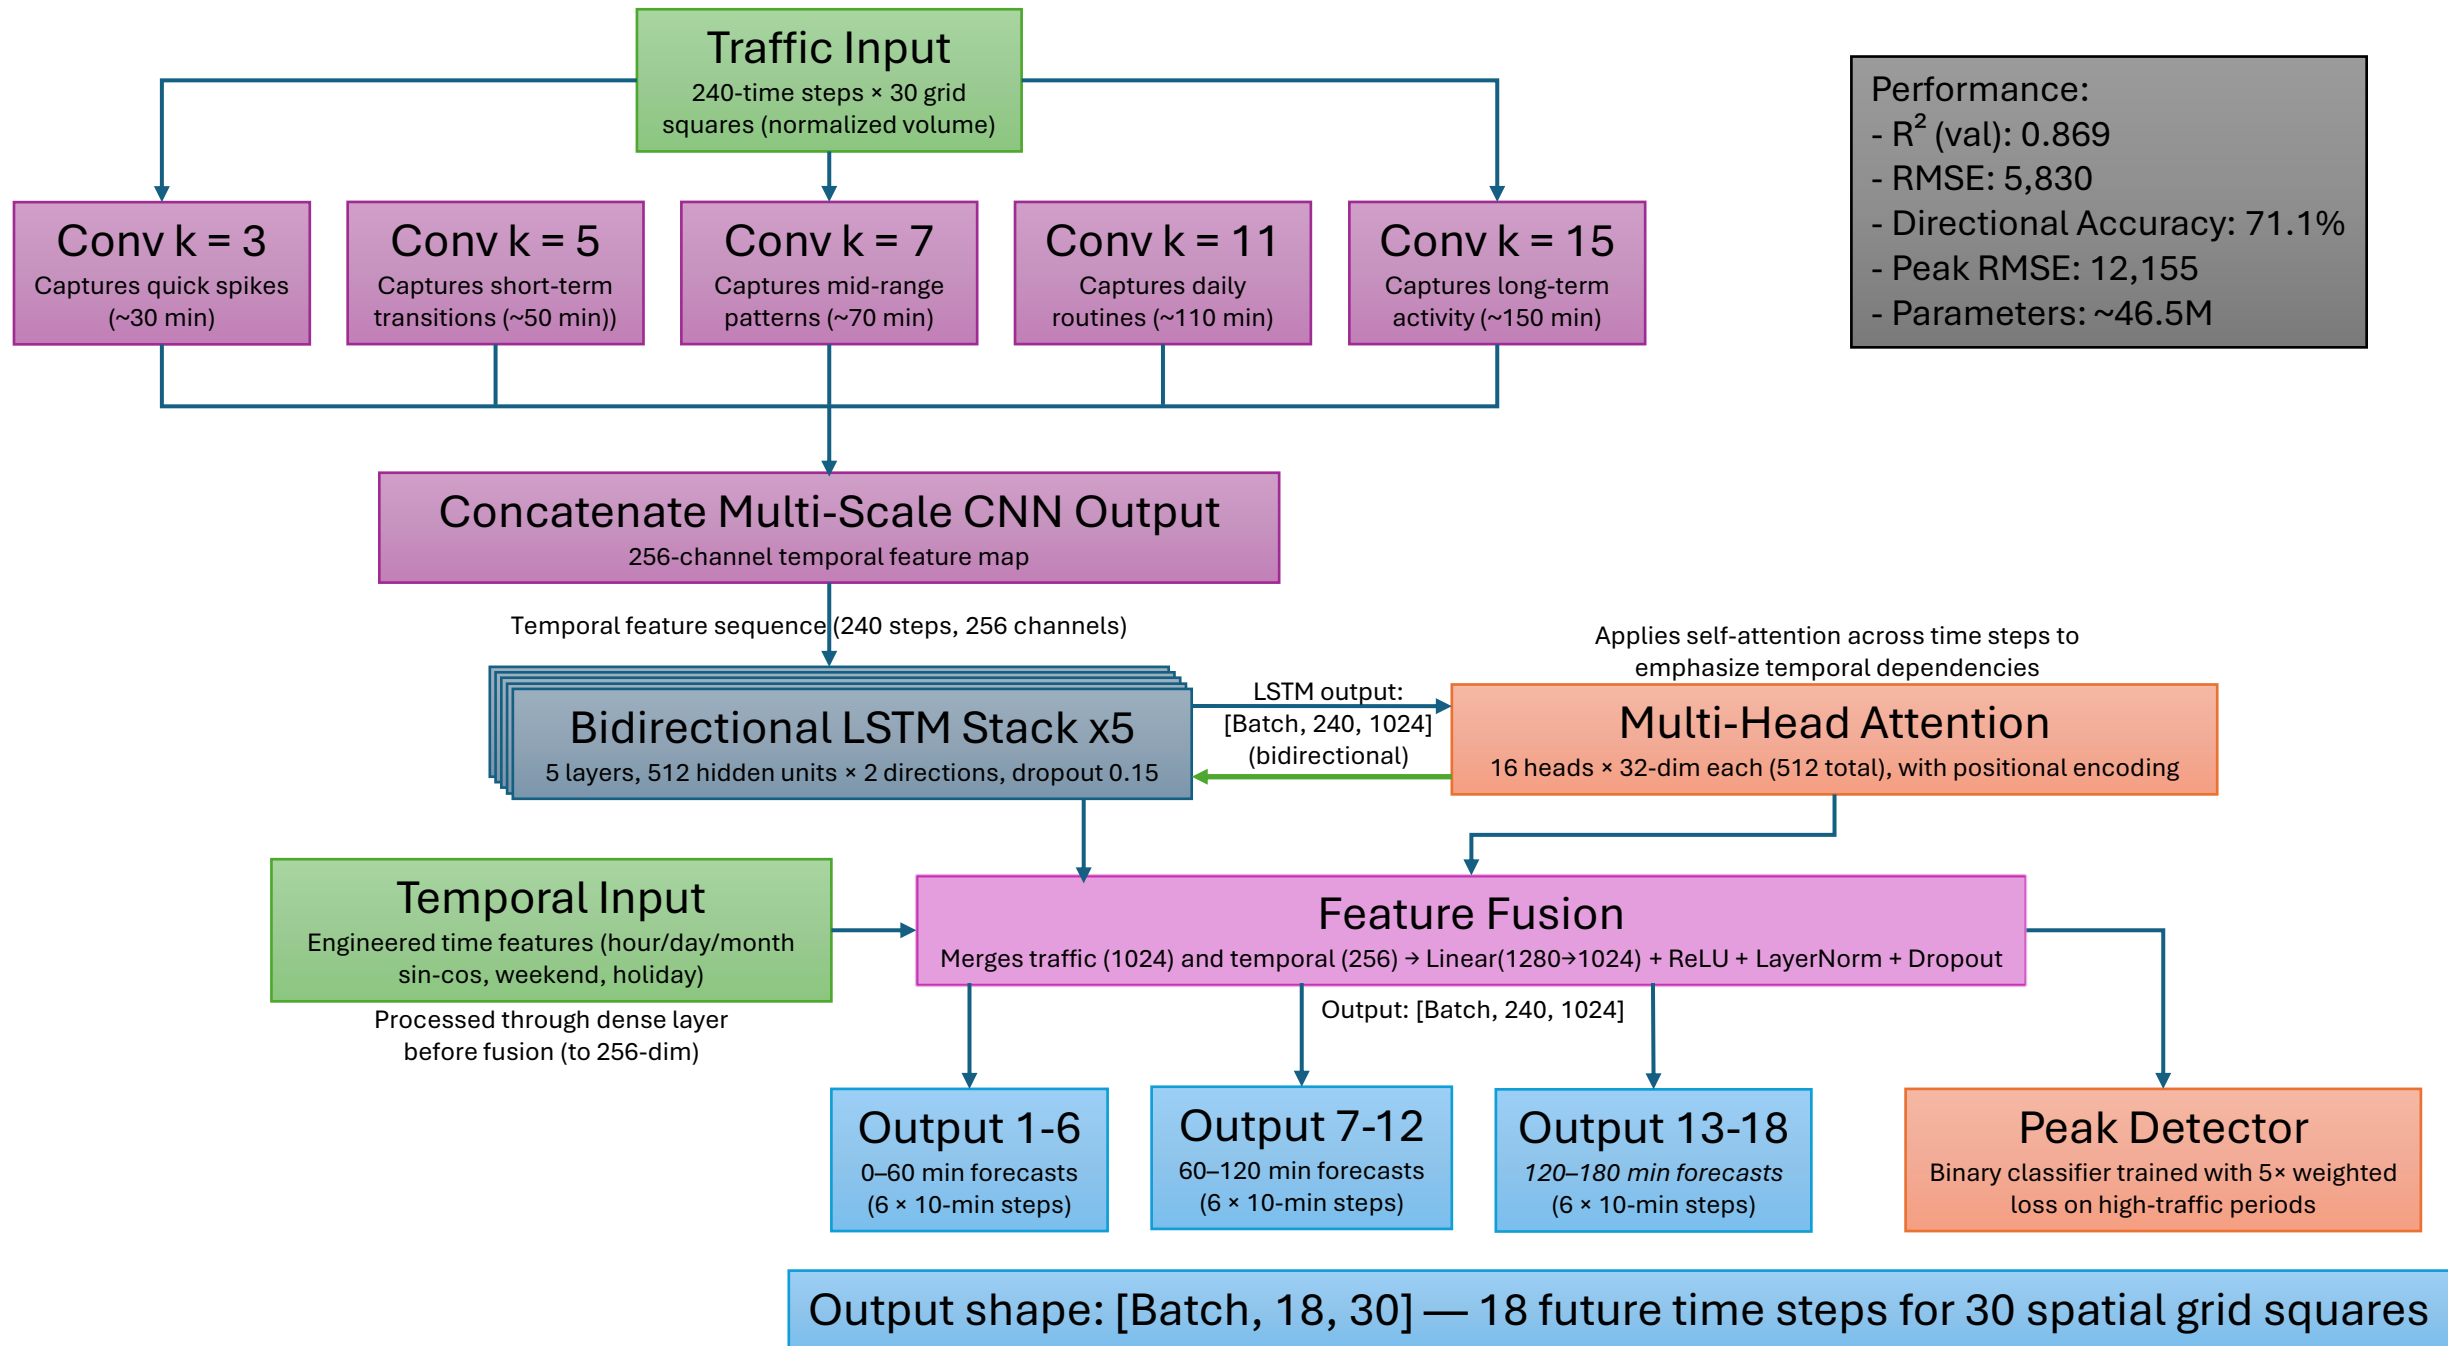 Traffic Input
240-time steps × 30 grid
squares (normalized volume)
Performance:
- R² (val): 0.869
- RMSE: 5,830
- Directional Accuracy: 71.1%
- Peak RMSE: 12,155
- Parameters: ~46.5M
Conv k = 3
Captures quick spikes
(~30 min)
Conv k = 5
Captures short-term
transitions (~50 min))
Conv k = 7
Captures mid-range
patterns (~70 min)
Conv k = 11
Captures daily
routines (~110 min)
Conv k = 15
Captures long-term
activity (~150 min)
Concatenate Multi-Scale CNN Output
256-channel temporal feature map
Temporal feature sequence (240 steps, 256 channels)
Bidirectional LSTM Stack x5
5 layers, 512 hidden units × 2 directions, dropout 0.15
LSTM output:
[Batch, 240, 1024]
(bidirectional)
Applies self-attention across time steps to
emphasize temporal dependencies
Multi-Head Attention
16 heads × 32-dim each (512 total), with positional encoding
Temporal Input
Engineered time features (hour/day/month
sin-cos, weekend, holiday)
Processed through dense layer
before fusion (to 256-dim)
Feature Fusion
Merges traffic (1024) and temporal (256) → Linear(1280→1024) + ReLU + LayerNorm + Dropout
Output: [Batch, 240, 1024]
Output 1-6
0–60 min forecasts
(6 × 10-min steps)
Output 7-12
60–120 min forecasts
(6 × 10-min steps)
Output 13-18
120–180 min forecasts
(6 × 10-min steps)
Peak Detector
Binary classifier trained with 5× weighted
loss on high-traffic periods
Output shape: [Batch, 18, 30] — 18 future time steps for 30 spatial grid squares